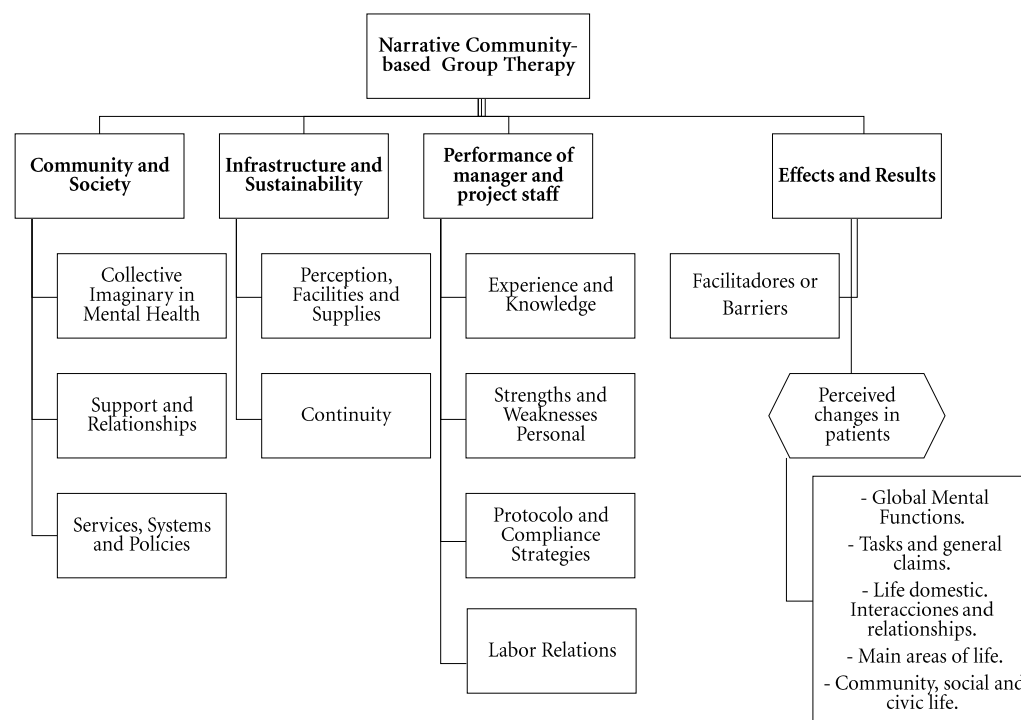 Narrative Community-
based Group Therapy
Community and
Society
Infrastructure and
Sustainability
Performance of
manager and
project staff
Effects and Results
Collective
Imaginary in
Mental Health
Perception,
Facilities and
Supplies
Experience and
Knowledge
Facilitadores or
Barriers
Support and
Relationships
Continuity
Strengths and
Weaknesses
Personal
Perceived
changes in
patients
Services, Systems
and Policies
Protocolo and
Compliance
Strategies
Labor Relations
- Global Mental
Functions.
- Tasks and general
claims.
- Life domestic.
Interacciones and
relationships.
- Main areas of life.
- Community, social and
civic life.